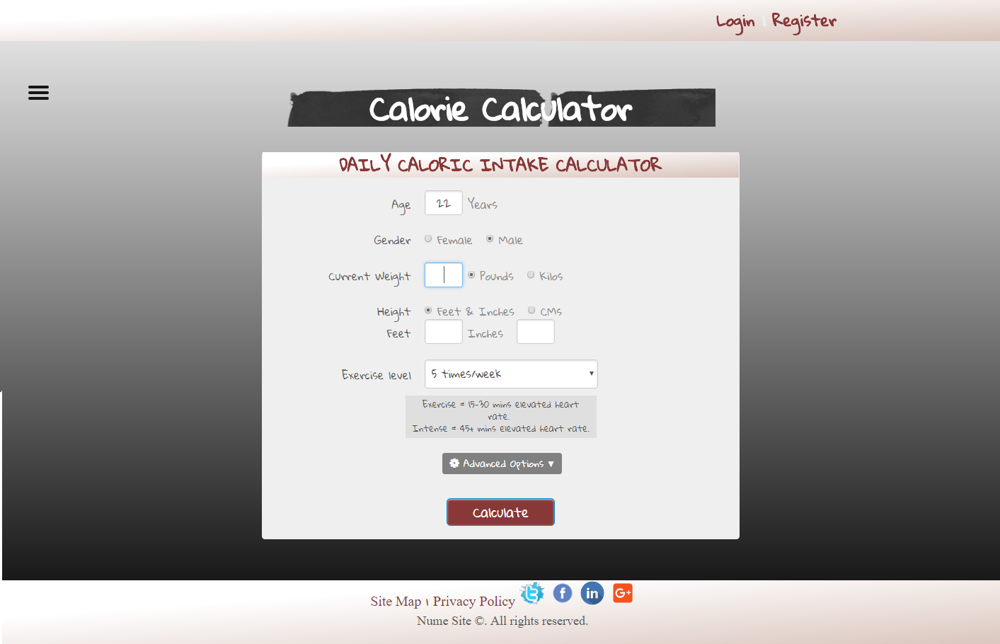 Login | Register
Calorie Calculator
DAILY CALORIC INTAKE CALCULATOR
Age 22 Years
Gender Female Male
Current Weight Pounds Kilos
Height Feet & Inches CMs
Feet Inches
Exercise level 5 times/week
Exercise = 15-30 mins elevated heart
rate.
Intense = 45+ mins elevated heart rate.
Advanced Options ▼
Calculate
Site Map | Privacy Policy
Nume Site ©. All rights reserved.